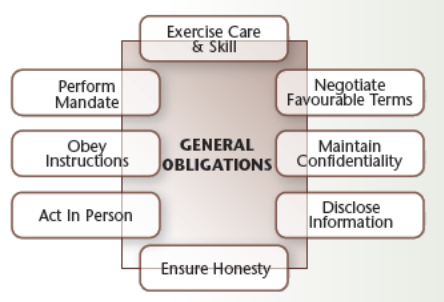 Exercise Care
& Skill
Perform
Mandate
Negotiate
Favourable Terms
Obey
Instructions
GENERAL
OBLIGATIONS
Maintain
Confidentiality
Act In Person
Disclose
Information
Ensure Honesty